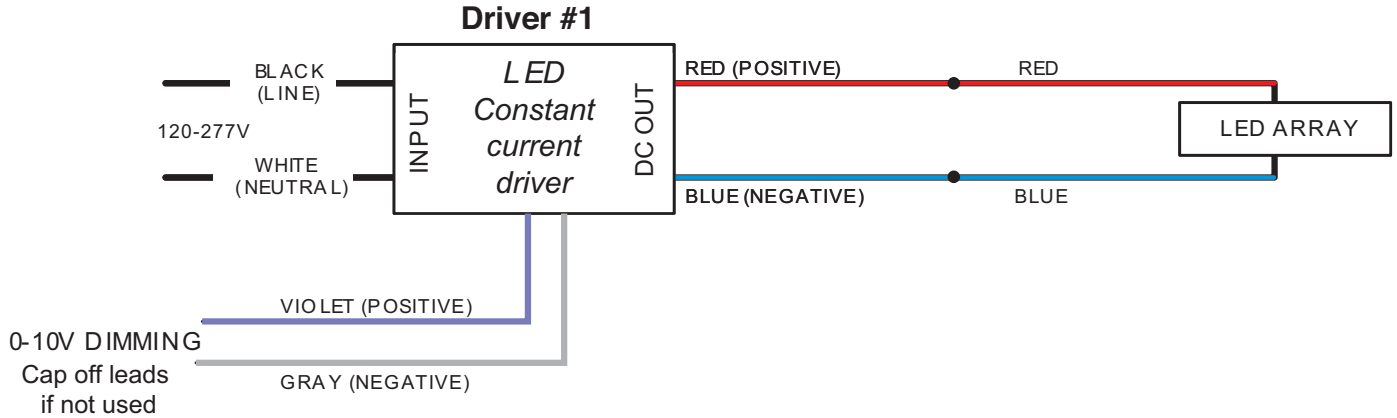 Driver #1
BLACK
(LINE)
120-277V
WHITE
(NEUTRAL)
INPUT
LED
Constant
current
driver
DC OUT
RED (POSITIVE)
RED
LED ARRAY
BLUE (NEGATIVE)
BLUE
VIOLET (POSITIVE)
0-10V DIMMING
Cap off leads
if not used
GRAY (NEGATIVE)